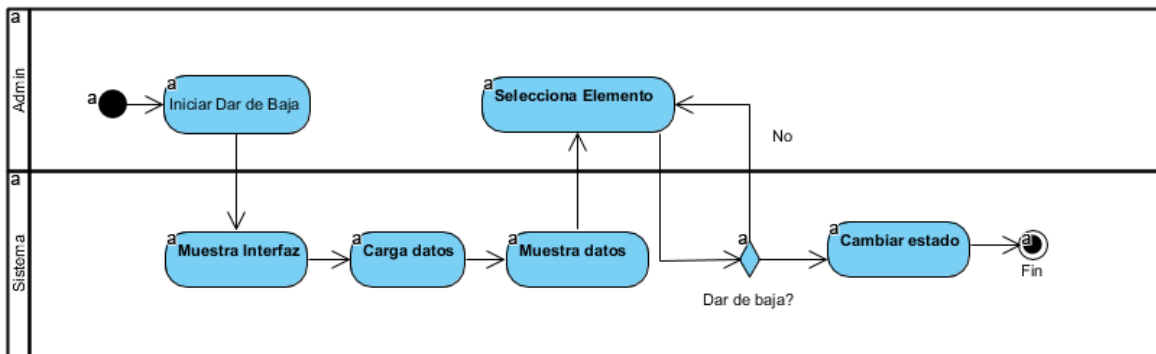 a
Admin
a
a
Iniciar Dar de Baja
a
Selecciona Elemento
No
a
Sistema
a
Muestra Interfaz
a
Carga datos
a
Muestra datos
a
Dar de baja?
a
Cambiar estado
a
Fin